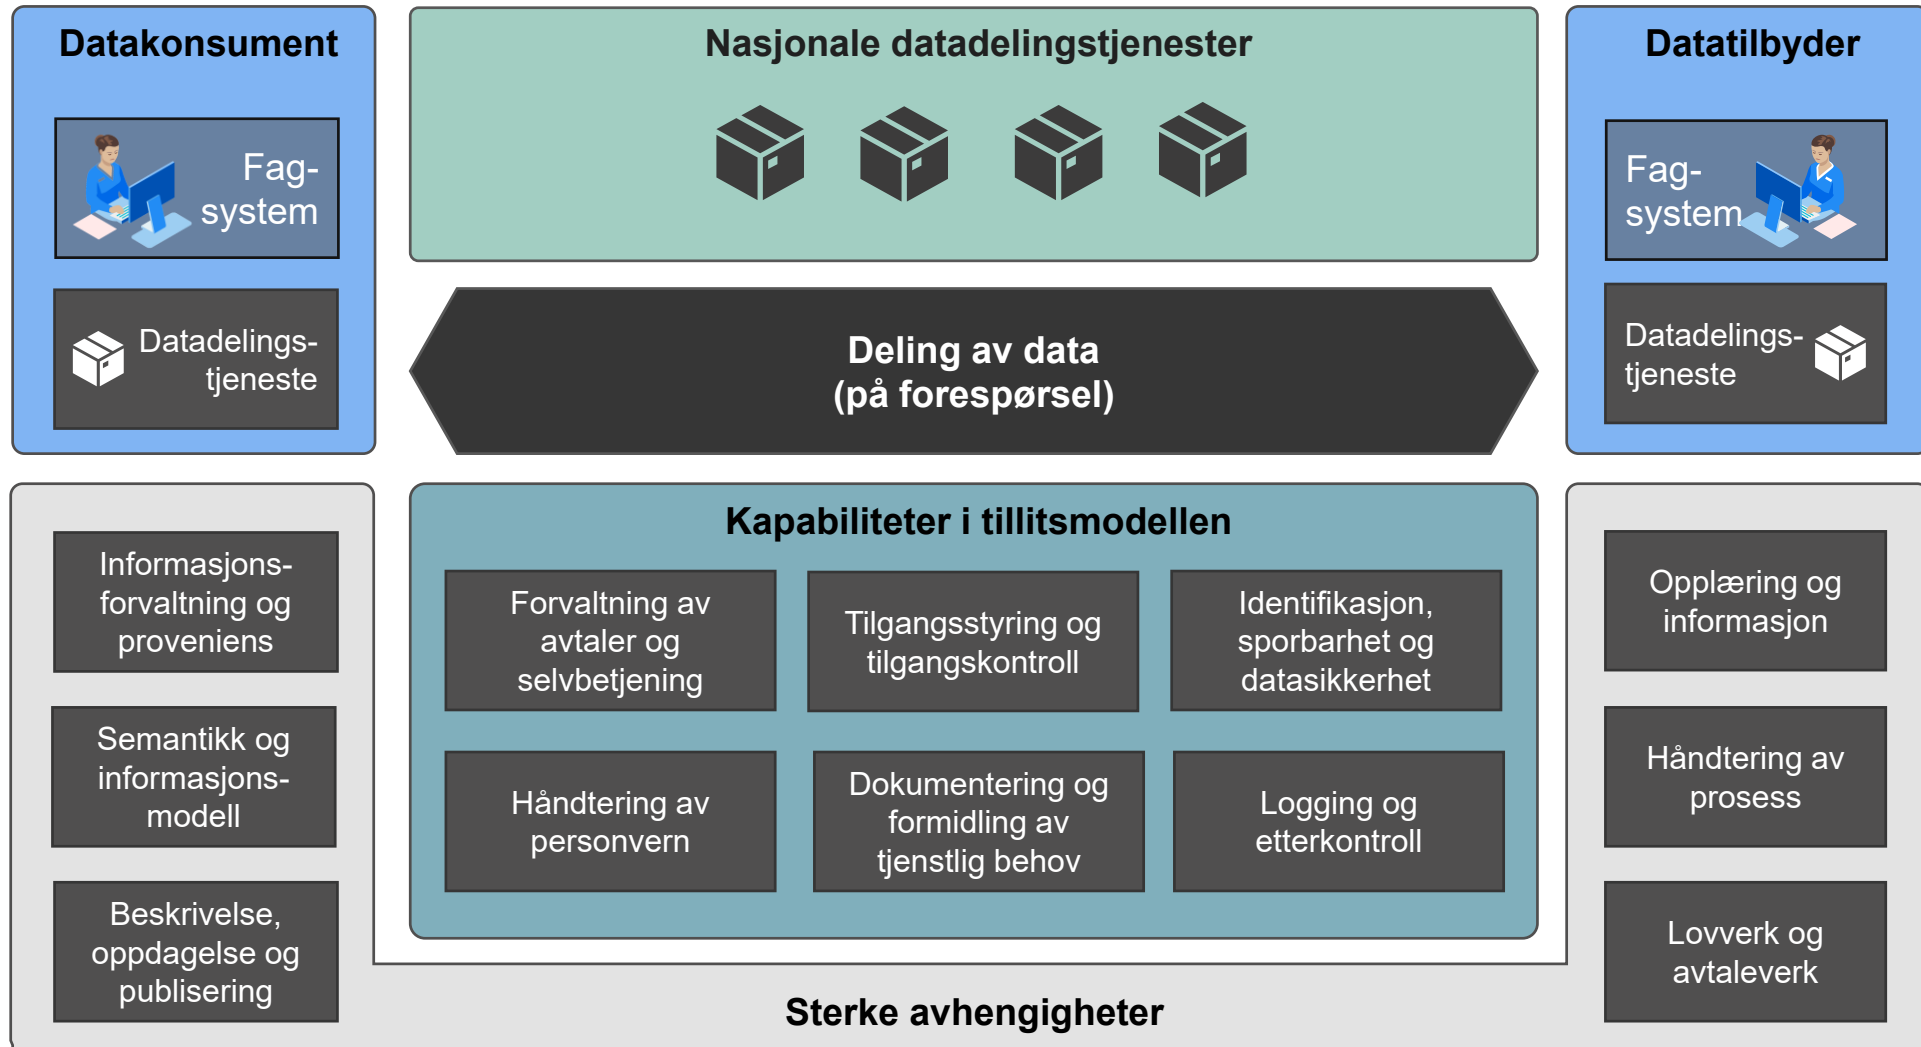 Datakonsument
Fag-
system
Datadelings-
tjeneste
Nasjonale datadelingstjenester
Deling av data
(på forespørsel)
Datatilbyder
Fag-
system
Datadelings-
tjeneste
Informasjons-
forvaltning og
proveniens
Semantikk og
informasjons-
modell
Beskrivelse,
oppdagelse og
publisering
Kapabiliteter i tillitsmodellen
Forvaltning av
avtaler og
selvbetjening
Tilgangsstyring og
tilgangskontroll
Identifikasjon,
sporbarhet og
datasikkerhet
Håndtering av
personvern
Dokumentering og
formidling av
tjenstlig behov
Logging og
etterkontroll
Opplæring og
informasjon
Håndtering av
prosess
Lovverk og
avtaleverk
Sterke avhengigheter